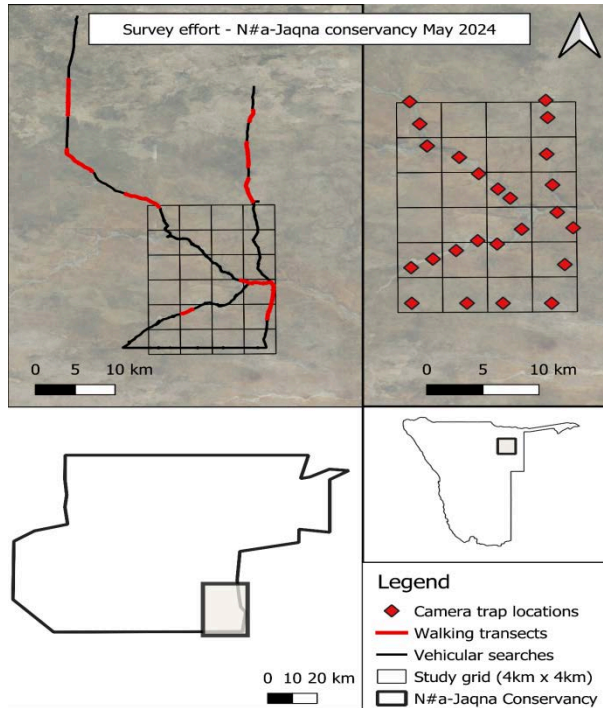 Survey effort - N#a-Jaqna conservancy May 2024
0 5 10 km
0 5 10 km
0 10 20 km
Legend
Camera trap locations
Walking transects
Vehicular searches
Study grid (4km x 4km)
N#a-Jaqna Conservancy